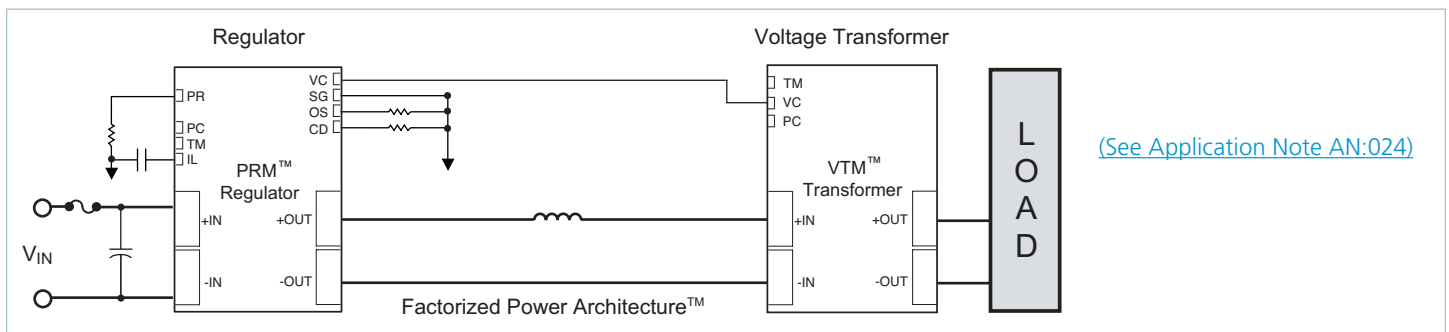 Regulator
Voltage Transformer
VC
SG
OS
CD
PR
PC
TM
IL
PRM™
Regulator
+IN
-IN
+OUT
-OUT
VIN
Factorized Power Architecture™
TM
VC
PC
VTM™
Transformer
+IN
-IN
+OUT
-OUT
L
O
A
D
(See Application Note AN:024)